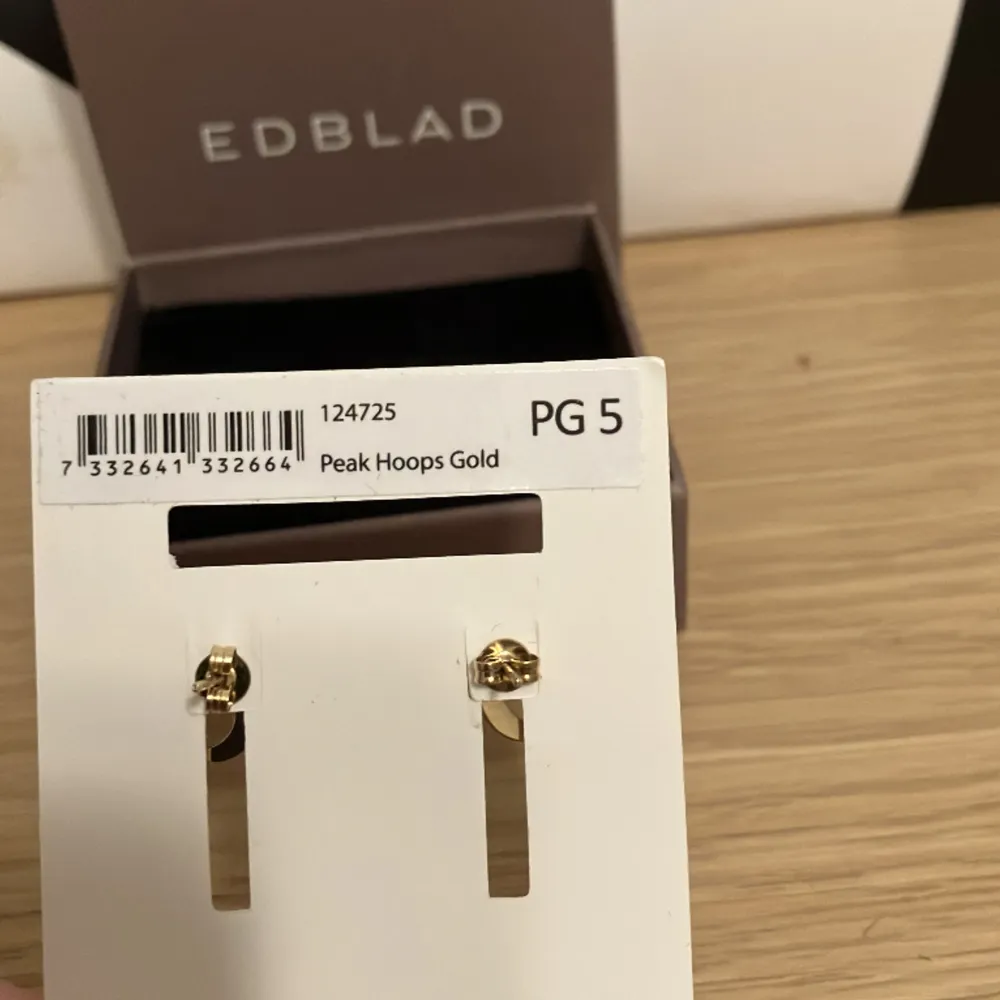 EDBLAD
124725
PG 5
7 332641 332664
Peak Hoops Gold